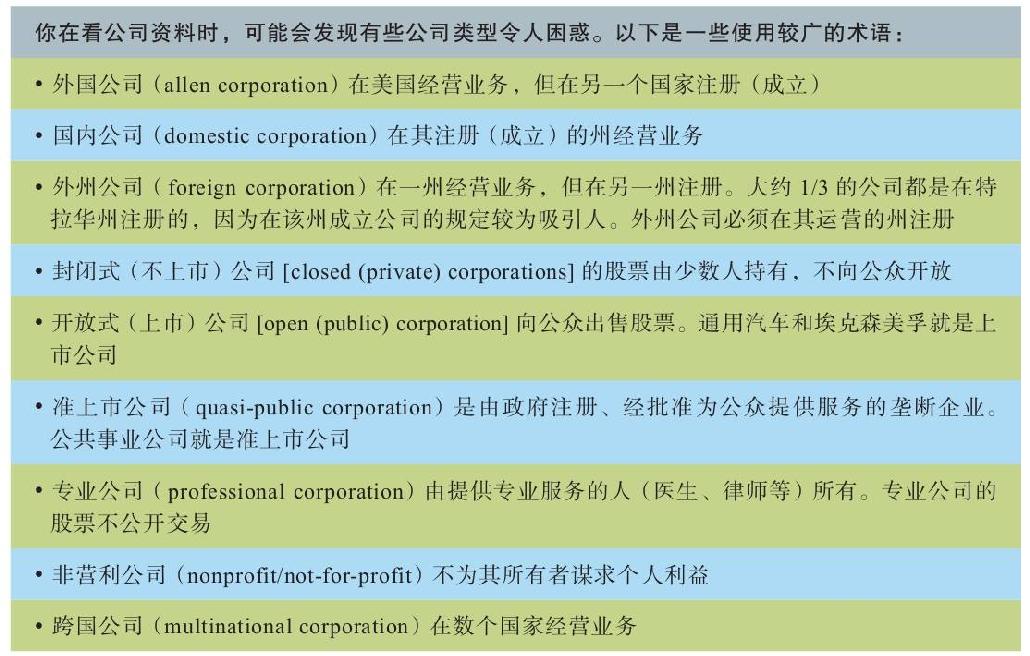 你在看公司资料时，可能会发现有些公司类型令人困惑。以下是一些使用较广的术语：
• 外国公司（allen corporation）在美国经营业务，但在另一个国家注册（成立）
• 国内公司（domestic corporation）在其注册（成立）的州经营业务
• 外州公司（foreign corporation）在一州经营业务，但在另一州注册。大约 1/3 的公司都是在特
拉华州注册的，因为在该州成立公司的规定较为吸引人。外州公司必须在其运营的州注册
• 封闭式（不上市）公司 [closed (private) corporations] 的股票由少数人持有，不向公众开放
• 开放式（上市）公司 [open (public) corporation] 向公众出售股票。通用汽车和埃克森美孚就是上
市公司
• 准上市公司（quasi-public corporation）是由政府注册、经批准为公众提供服务的垄断企业。
公共事业公司就是准上市公司
• 专业公司（professional corporation）由提供专业服务的人（医生、律师等）所有。专业公司的
股票不公开交易
• 非营利公司（nonprofit/not-for-profit）不为其所有者谋求个人利益
• 跨国公司（multinational corporation）在数个国家经营业务